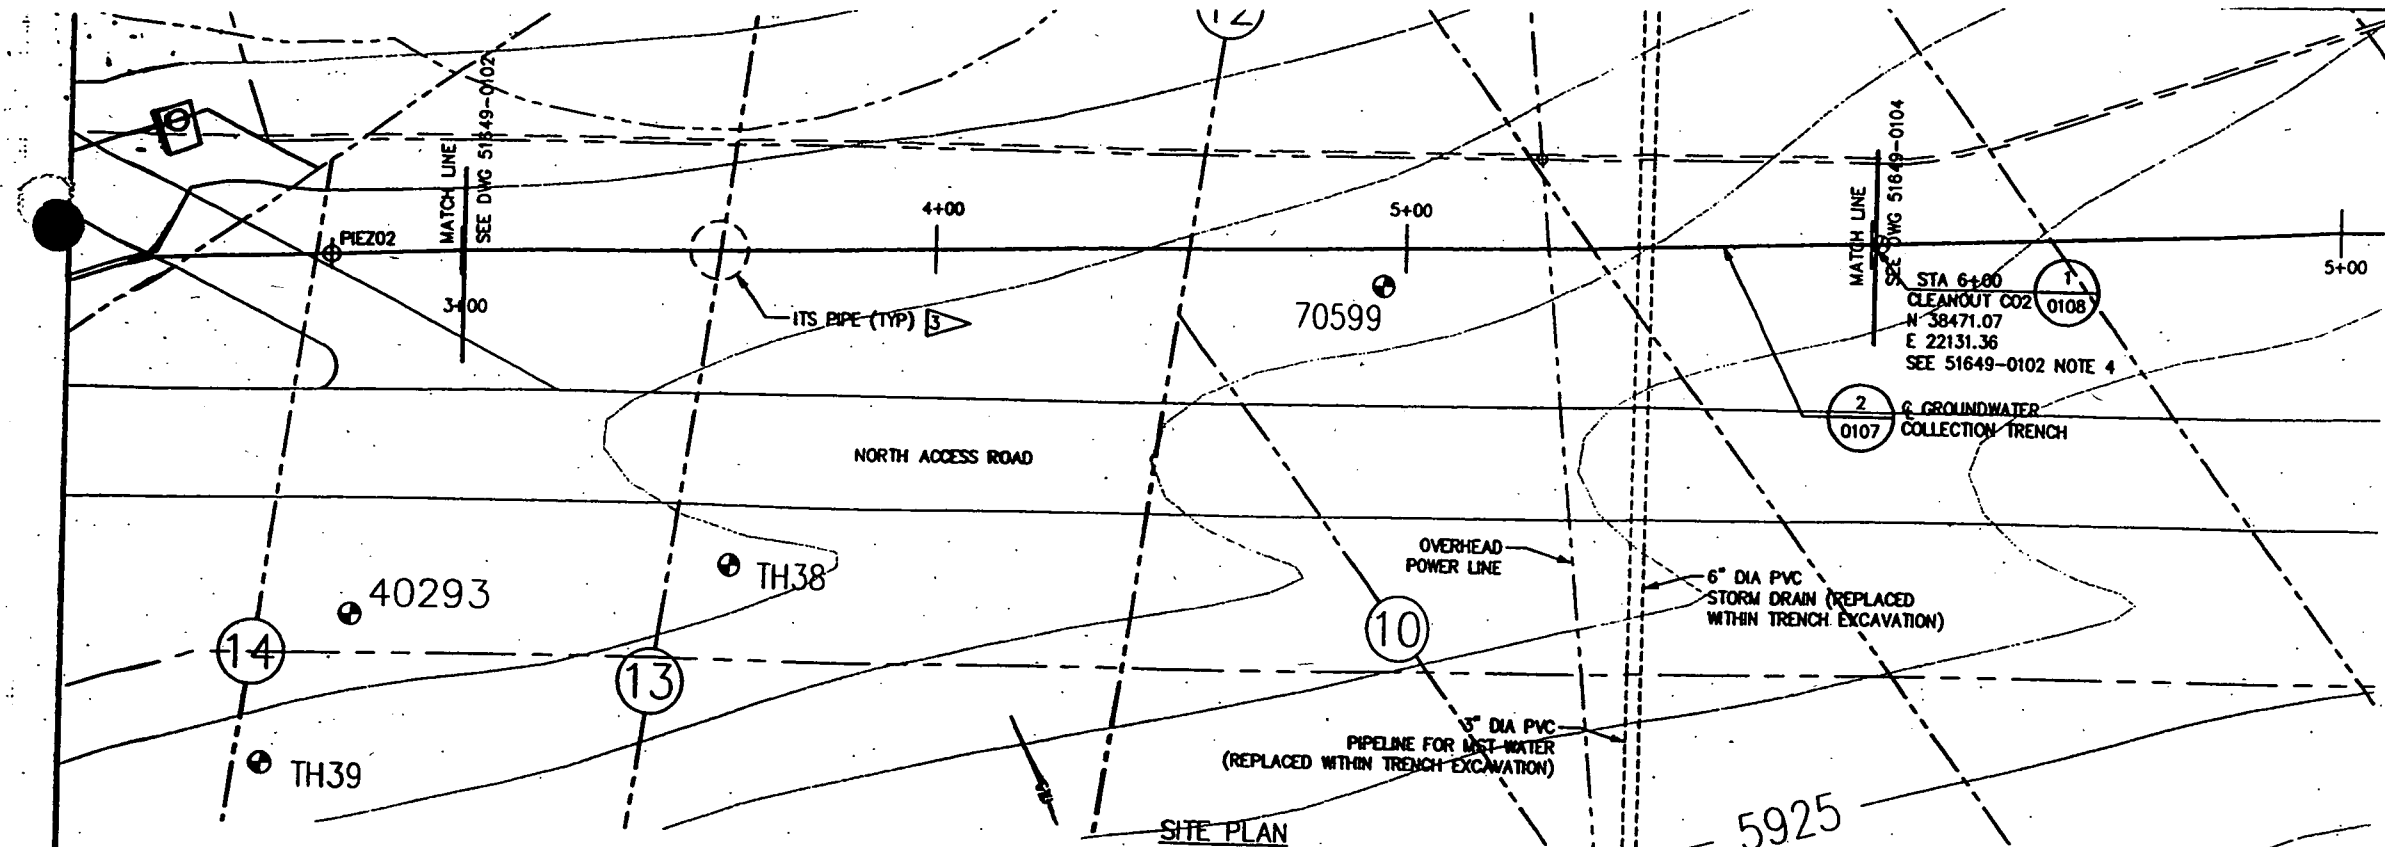 12
MATCH LINE
SEE DWG 51649-0102
4+00
5+00
MATCH LINE
SEE DWG 51649-0104
PIEZ02
3+00
ITS PIPE (TYP) 3
70599
5+00
STA 6+00
CLEANOUT CO2
N 38471.07
E 22131.36
SEE 51649-0102 NOTE 4
1
0108
2
0107
℄ GROUNDWATER
COLLECTION TRENCH
NORTH ACCESS ROAD
OVERHEAD
POWER LINE
TH38
40293
6" DIA PVC
STORM DRAIN (REPLACED
WITHIN TRENCH EXCAVATION)
14
13
10
TH39
3" DIA PVC
PIPELINE FOR MST WATER
(REPLACED WITHIN TRENCH EXCAVATION)
SITE PLAN
5925